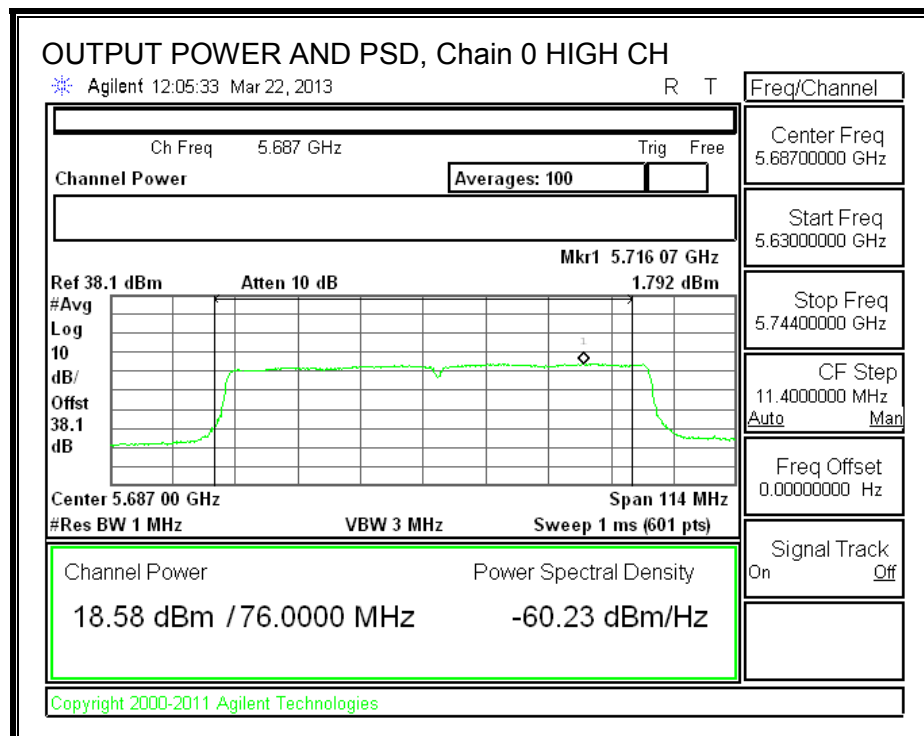 OUTPUT POWER AND PSD, Chain 0 HIGH CH
Agilent 12:05:33 Mar 22, 2013 R T
Freq/Channel
Ch Freq 5.687 GHz Trig Free
Channel Power Averages: 100
Mkr1 5.716 07 GHz
Ref 38.1 dBm Atten 10 dB 1.792 dBm
#Avg
Log
10
dB/
Offst
38.1
dB
1
Center 5.687 00 GHz Span 114 MHz
#Res BW 1 MHz VBW 3 MHz Sweep 1 ms (601 pts)
Channel Power Power Spectral Density
18.58 dBm / 76.0000 MHz -60.23 dBm/Hz
Center Freq
5.68700000 GHz
Start Freq
5.63000000 GHz
Stop Freq
5.74400000 GHz
CF Step
11.4000000 MHz
Auto Man
Freq Offset
0.00000000 Hz
Signal Track
On Off
Copyright 2000-2011 Agilent Technologies